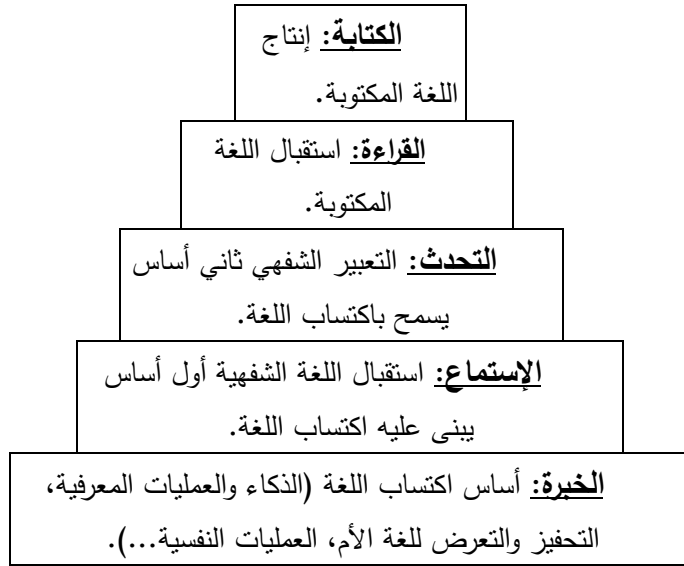 الكتابة: إنتاج
اللغة المكتوبة.
القراءة: استقبال اللغة
المكتوبة.
التحدث: التعبير الشفهي ثاني أساس
يسمح باكتساب اللغة.
الإستماع: استقبال اللغة الشفهية أول أساس
يبنى عليه اكتساب اللغة.
الخبرة: أساس اكتساب اللغة (الذكاء والعمليات المعرفية،
التحفيز والتعرض للغة الأم، العمليات النفسية...).